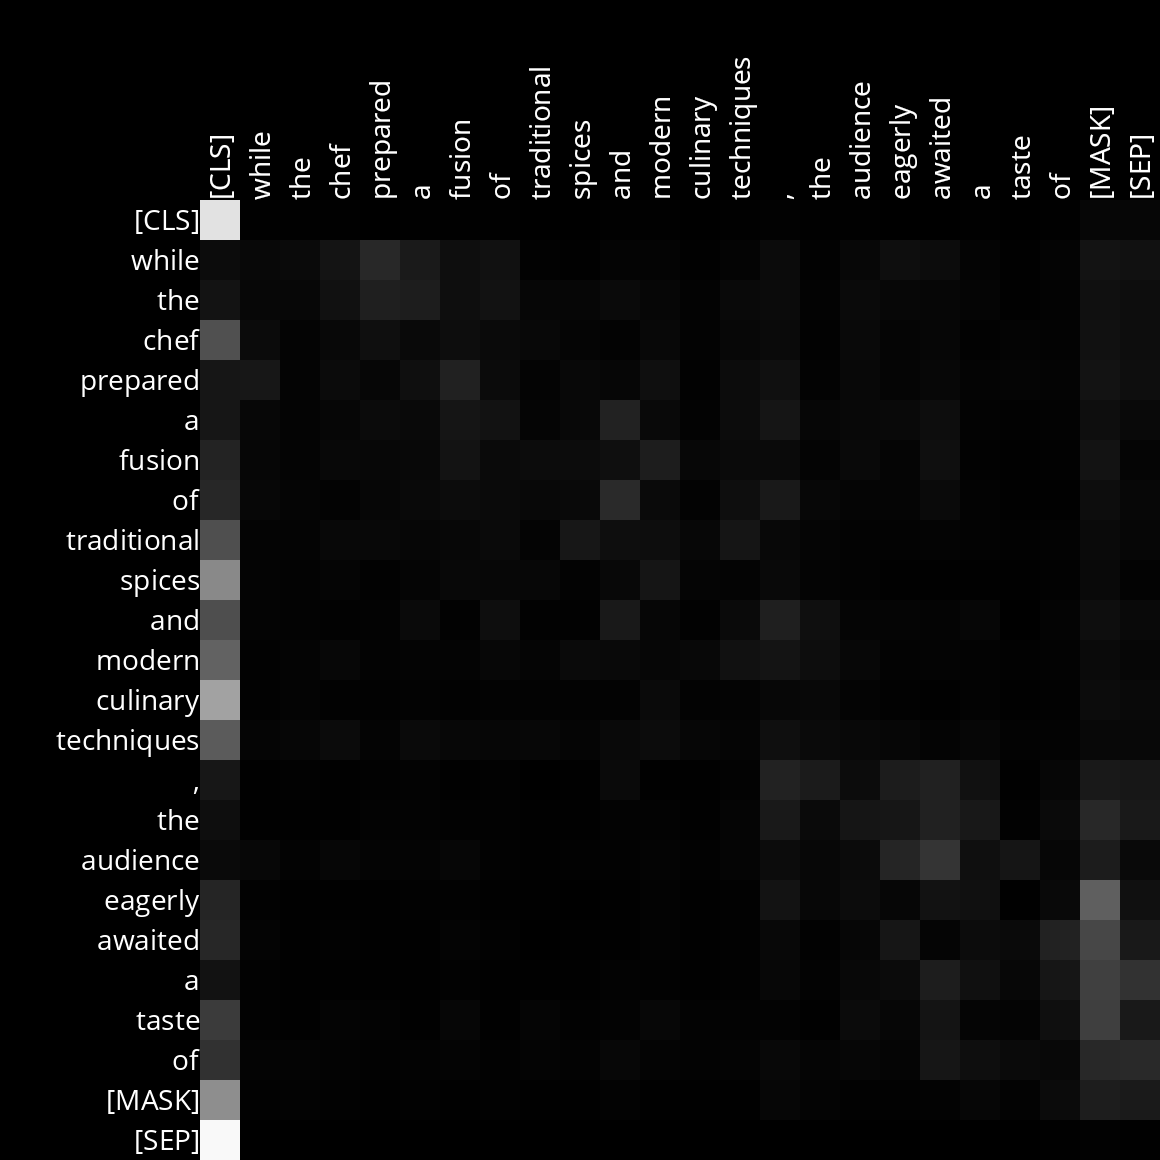 [CLS] while the chef prepared a fusion of traditional spices and modern culinary techniques , the audience eagerly awaited a taste of [MASK] [SEP]
[CLS]
while
the
chef
prepared
a
fusion
of
traditional
spices
and
modern
culinary
techniques
,
the
audience
eagerly
awaited
a
taste
of
[MASK]
[SEP]